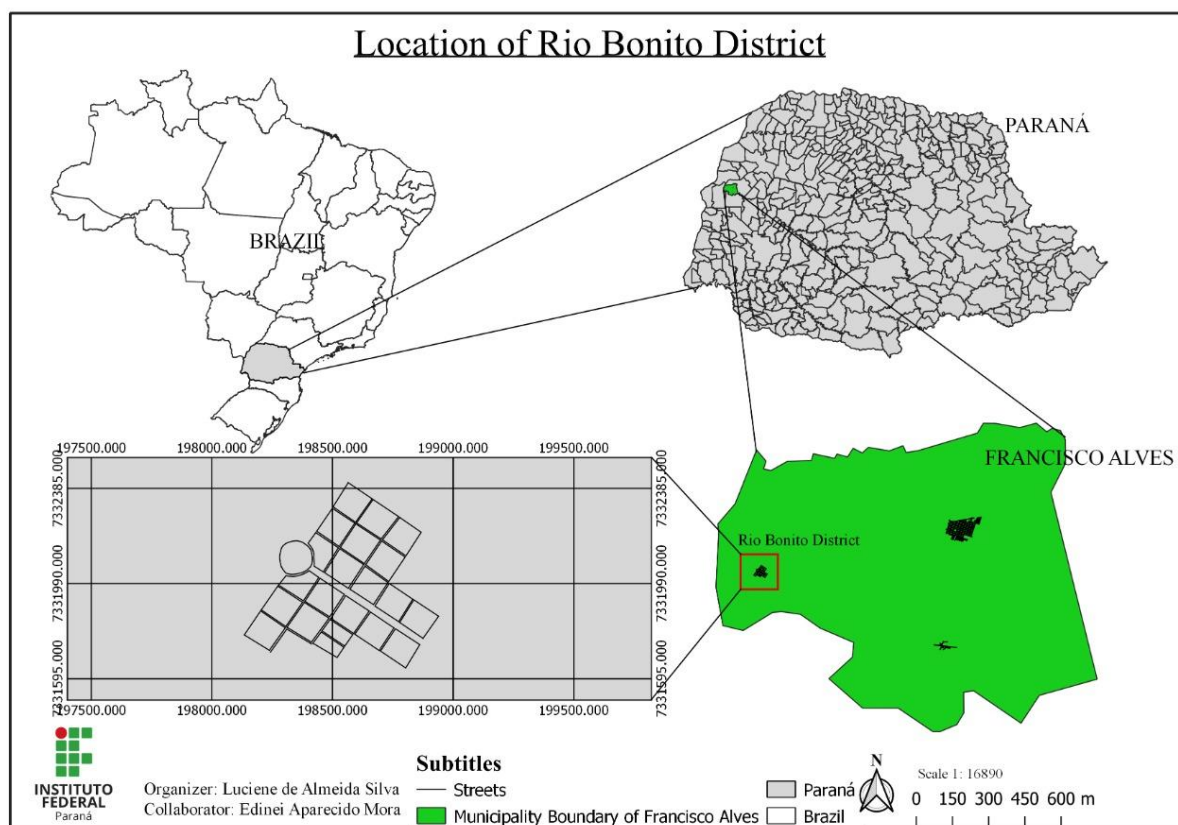 Location of Rio Bonito District
PARANÁ
BRAZIL
FRANCISCO ALVES
197500.000 198000.000 198500.000 199000.000 199500.000
7332385.000 7332385.000
Rio Bonito District
7331990.000 7331990.000
7331595.000 7331595.000
197500.000 198000.000 198500.000 199000.000 199500.000
INSTITUTO
FEDERAL
Paraná
Organizer: Luciene de Almeida Silva
Collaborator: Edinei Aparecido Mora
Subtitles
Streets
Municipality Boundary of Francisco Alves
Paraná
Brazil
N
Scale 1: 16890
0 150 300 450 600 m